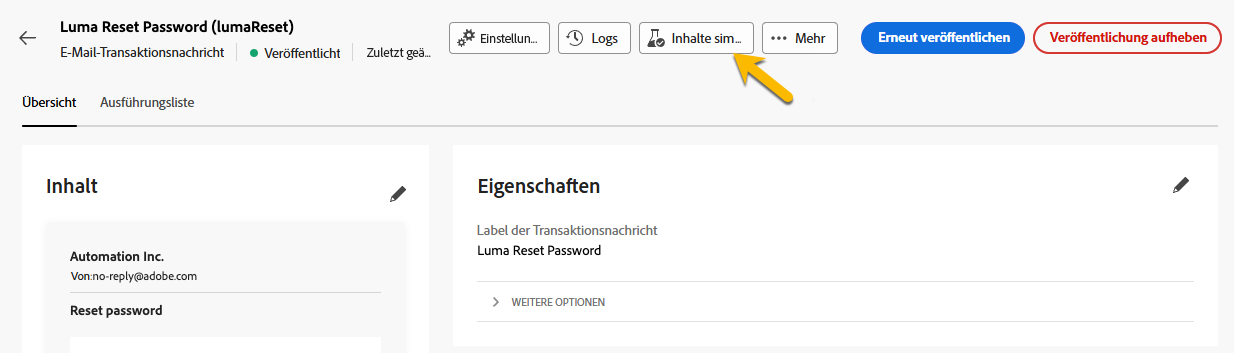 Luma Reset Password (lumaReset)
E-Mail-Transaktionsnachricht Veröffentlicht Zuletzt geä...
Einstellun... Logs Inhalte sim... Mehr Erneut veröffentlichen Veröffentlichung aufheben
Übersicht Ausführungsliste
Inhalt
Automation Inc.
Von:no-reply@adobe.com
Reset password
Eigenschaften
Label der Transaktionsnachricht
Luma Reset Password
WEITERE OPTIONEN